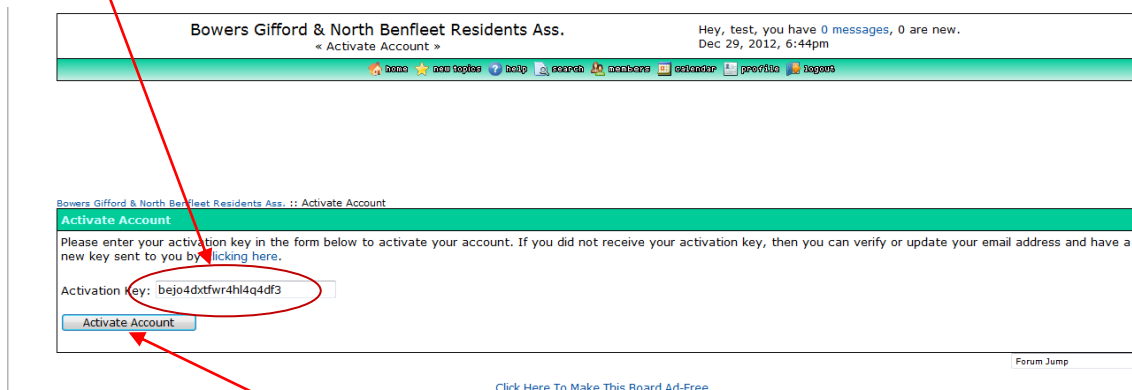 Bowers Gifford & North Benfleet Residents Ass.
« Activate Account »
Hey, test, you have 0 messages, 0 are new.
Dec 29, 2012, 6:44pm
home new topics help search members calendar profile logout
Bowers Gifford & North Benfleet Residents Ass. :: Activate Account
Activate Account
Please enter your activation key in the form below to activate your account. If you did not receive your activation key, then you can verify or update your email address and have a
new key sent to you by clicking here.
Activation Key: bejo4dxtfwr4hl4q4df3
Activate Account
Forum Jump
Click Here To Make This Board Ad-Free